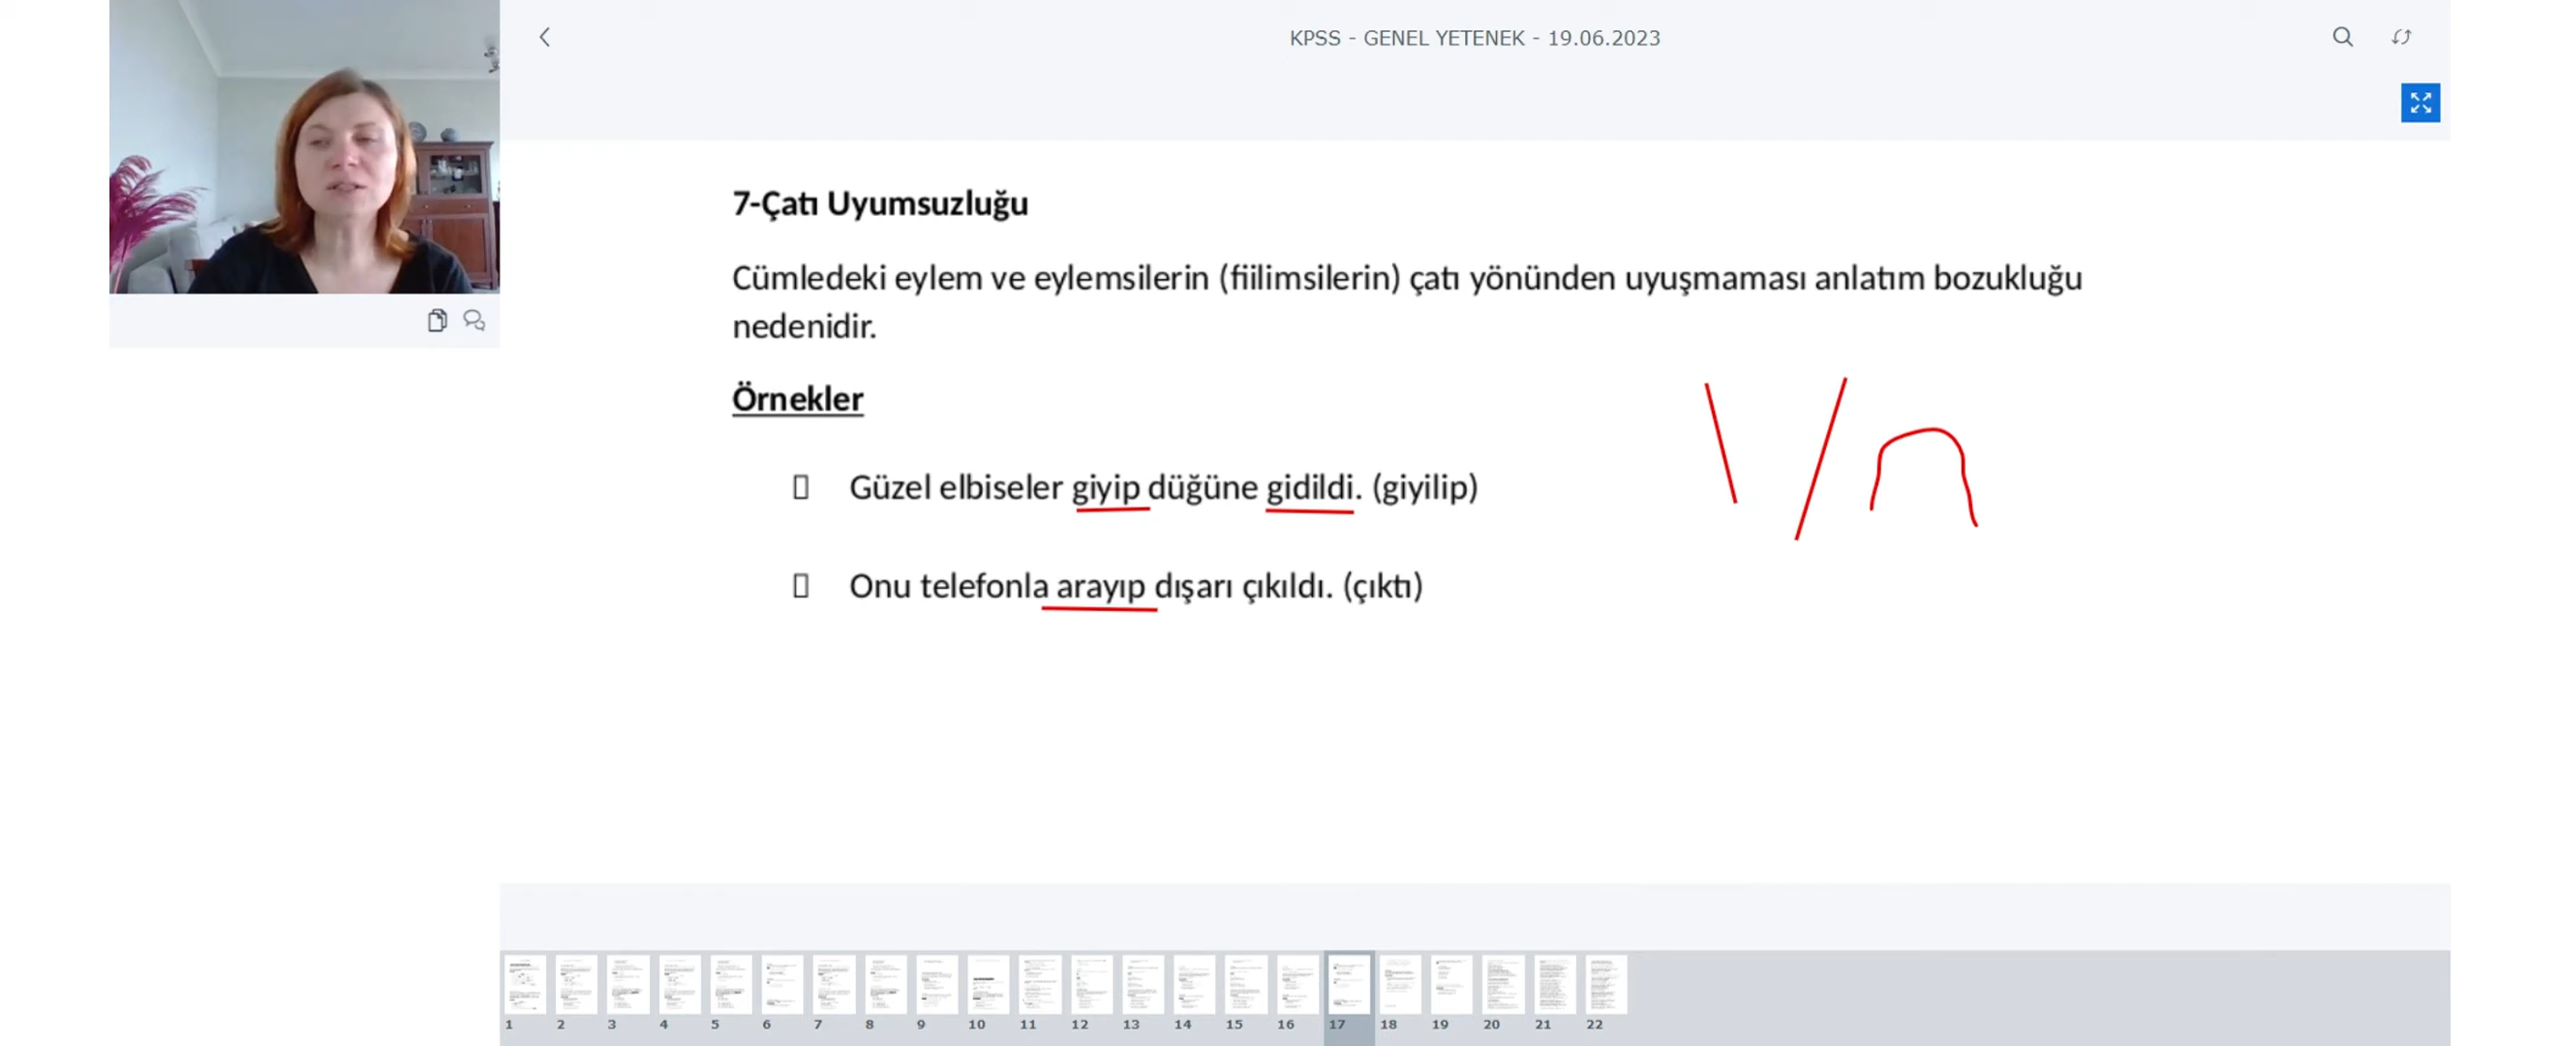 KPSS - GENEL YETENEK - 19.06.2023
7-Çatı Uyumsuzluğu
Cümledeki eylem ve eylemsilerin (fiilimsilerin) çatı yönünden uyuşmaması anlatım bozukluğu
nedenidir.
Örnekler
Güzel elbiseler giyip düğüne gidildi. (giyilip)
Onu telefonla arayıp dışarı çıkıldı. (çıktı)
l/n
1 2 3 4 5 6 7 8 9 10 11 12 13 14 15 16 17 18 19 20 21 22